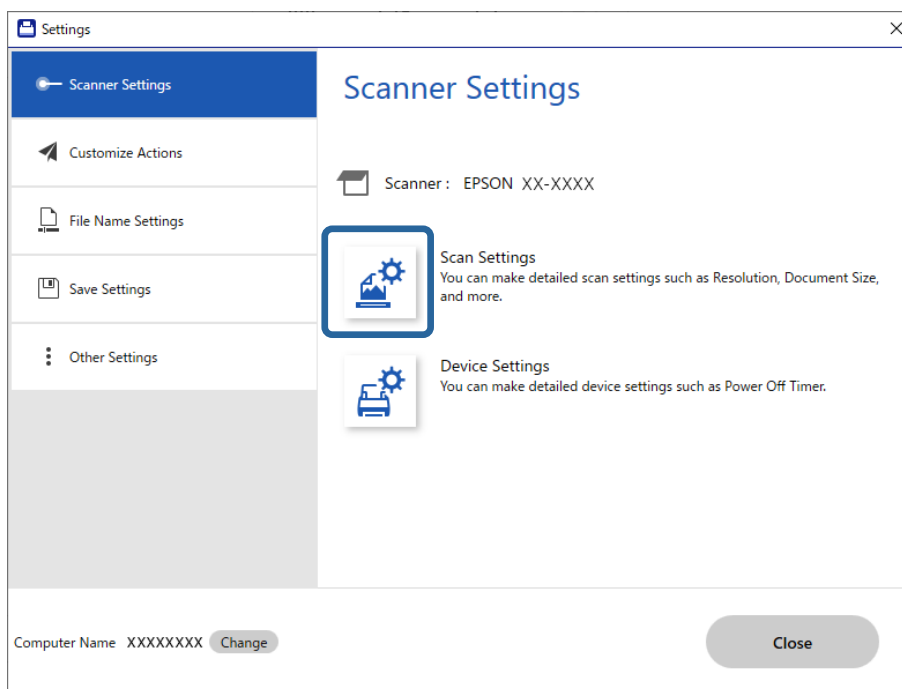 Settings
Scanner Settings
Customize Actions
File Name Settings
Save Settings
Other Settings
Scanner Settings
Scanner : EPSON XX-XXXX
Scan Settings
You can make detailed scan settings such as Resolution, Document Size,
and more.
Device Settings
You can make detailed device settings such as Power Off Timer.
Computer Name XXXXXXXX Change
Close